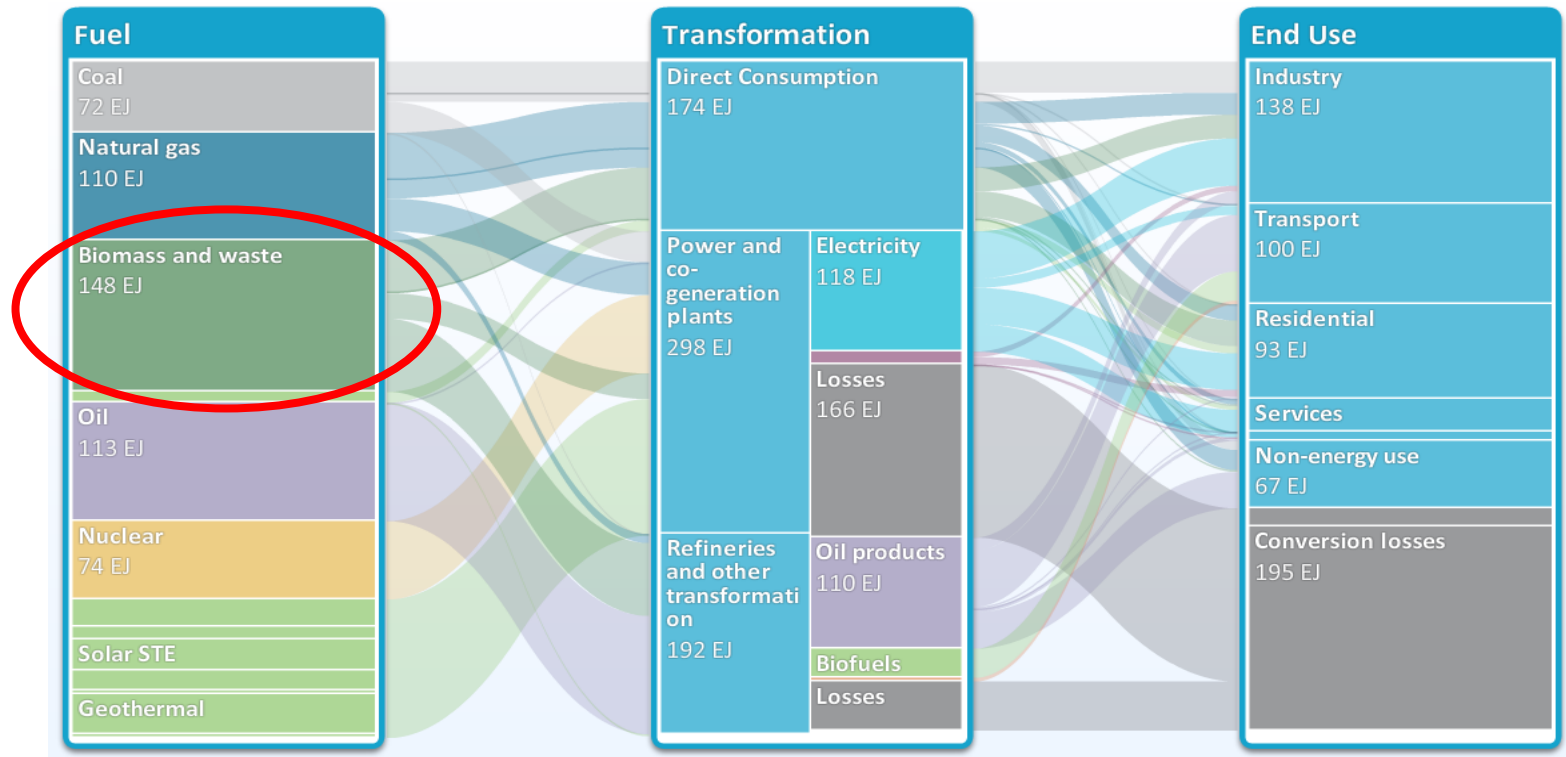 Fuel
Coal
72 EJ
Natural gas
110 EJ
Biomass and waste
148 EJ
Oil
113 EJ
Nuclear
74 EJ
Solar STE
Geothermal
Transformation
Direct Consumption
174 EJ
Power and
co-
generation
plants
298 EJ
Electricity
118 EJ
Losses
166 EJ
Refineries
and other
transformati
on
192 EJ
Oil products
110 EJ
Biofuels
Losses
End Use
Industry
138 EJ
Transport
100 EJ
Residential
93 EJ
Services
Non-energy use
67 EJ
Conversion losses
195 EJ